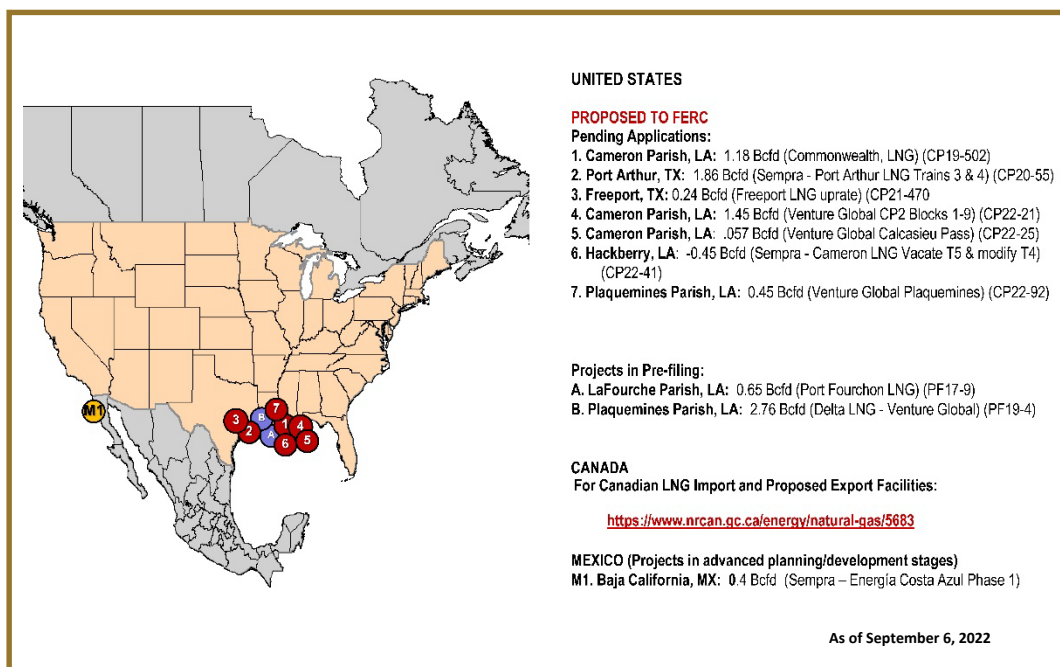 UNITED STATES
PROPOSED TO FERC
Pending Applications:
1. Cameron Parish, LA: 1.18 Bcfd (Commonwealth, LNG) (CP19-502)
2. Port Arthur, TX: 1.86 Bcfd (Sempra - Port Arthur LNG Trains 3 & 4) (CP20-55)
3. Freeport, TX: 0.24 Bcfd (Freeport LNG uprate) (CP21-470
4. Cameron Parish, LA: 1.45 Bcfd (Venture Global CP2 Blocks 1-9) (CP22-21)
5. Cameron Parish, LA: .057 Bcfd (Venture Global Calcasieu Pass) (CP22-25)
6. Hackberry, LA: -0.45 Bcfd (Sempra - Cameron LNG Vacate T5 & modify T4)
(CP22-41)
7. Plaquemines Parish, LA: 0.45 Bcfd (Venture Global Plaquemines) (CP22-92)
Projects in Pre-filing:
A. LaFourche Parish, LA: 0.65 Bcfd (Port Fourchon LNG) (PF17-9)
B. Plaquemines Parish, LA: 2.76 Bcfd (Delta LNG - Venture Global) (PF19-4)
CANADA
For Canadian LNG Import and Proposed Export Facilities:
https://www.nrcan.gc.ca/energy/natural-gas/5683
MEXICO (Projects in advanced planning/development stages)
M1. Baja California, MX: 0.4 Bcfd (Sempra – Energía Costa Azul Phase 1)
As of September 6, 2022
M1
7
B
3
1
4
2
A
5
6